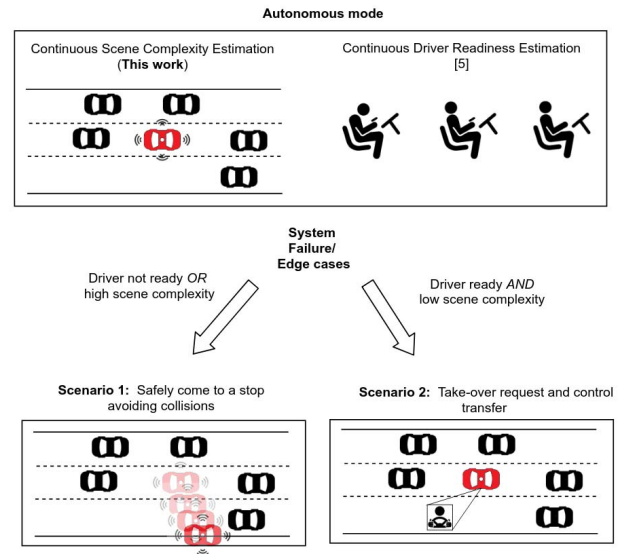 Autonomous mode
Continuous Scene Complexity Estimation
(This work)
Continuous Driver Readiness Estimation
[5]
System
Failure/
Edge cases
Driver not ready OR
high scene complexity
Driver ready AND
low scene complexity
Scenario 1: Safely come to a stop
avoiding collisions
Scenario 2: Take-over request and control
transfer